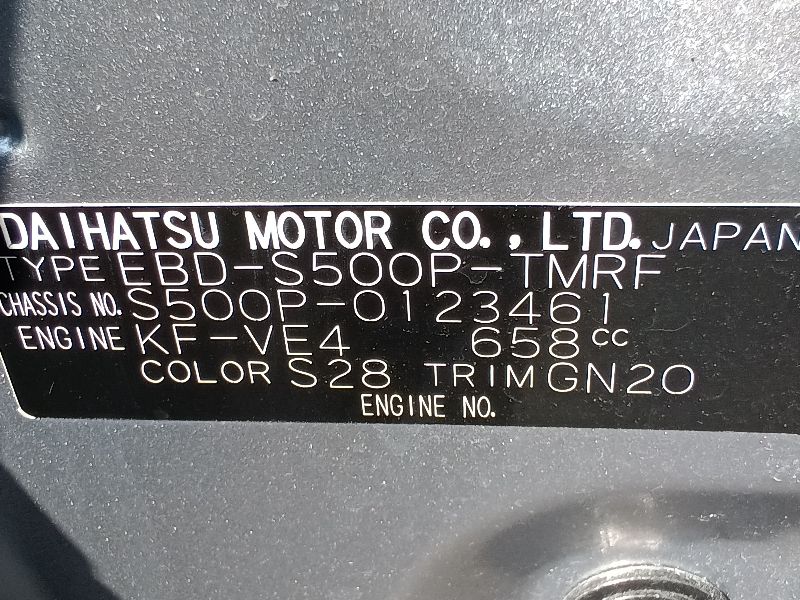 DAIHATSU MOTOR CO., LTD. JAPAN
TYPE EBD-S500P-TMRF
CHASSIS NO. S500P-0123461
ENGINE KF-VE4 658cc
COLOR S28 TRIM GN20
ENGINE NO.